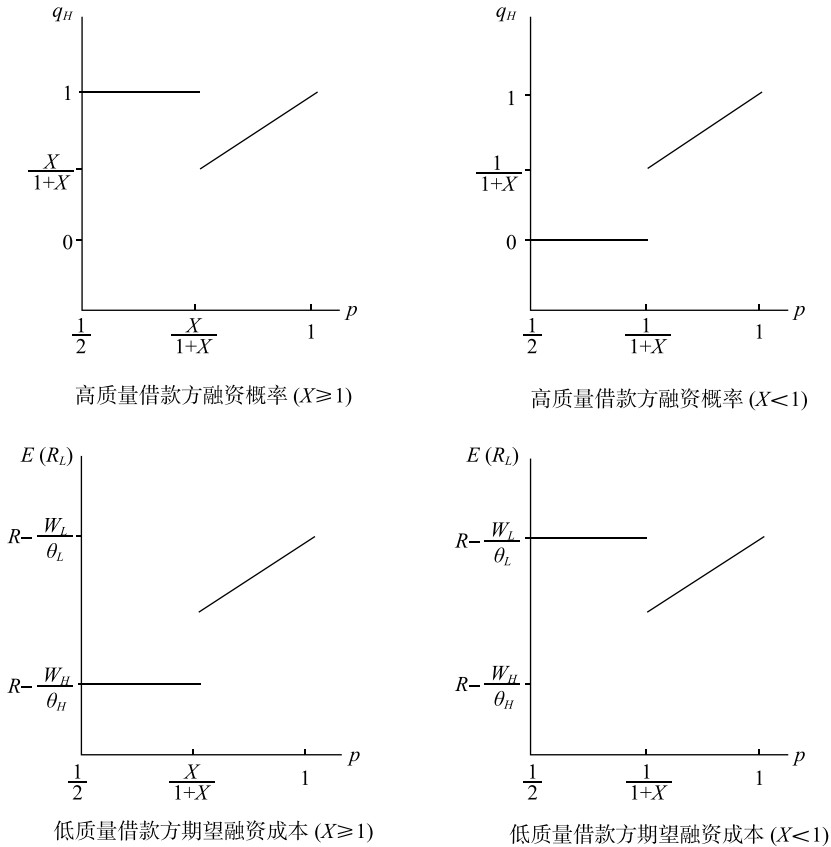 q_H
1
X/(1+X)
0
1/2
X/(1+X)
1
p
高质量借款方融资概率 (X≥1)
q_H
1
1/(1+X)
0
1/2
1/(1+X)
1
p
高质量借款方融资概率 (X<1)
E (R_L)
R− W_L/θ_L
R− W_H/θ_H
1/2
X/(1+X)
1
p
低质量借款方期望融资成本 (X≥1)
E (R_L)
R− W_L/θ_L
R− W_H/θ_H
1/2
1/(1+X)
1
p
低质量借款方期望融资成本 (X<1)